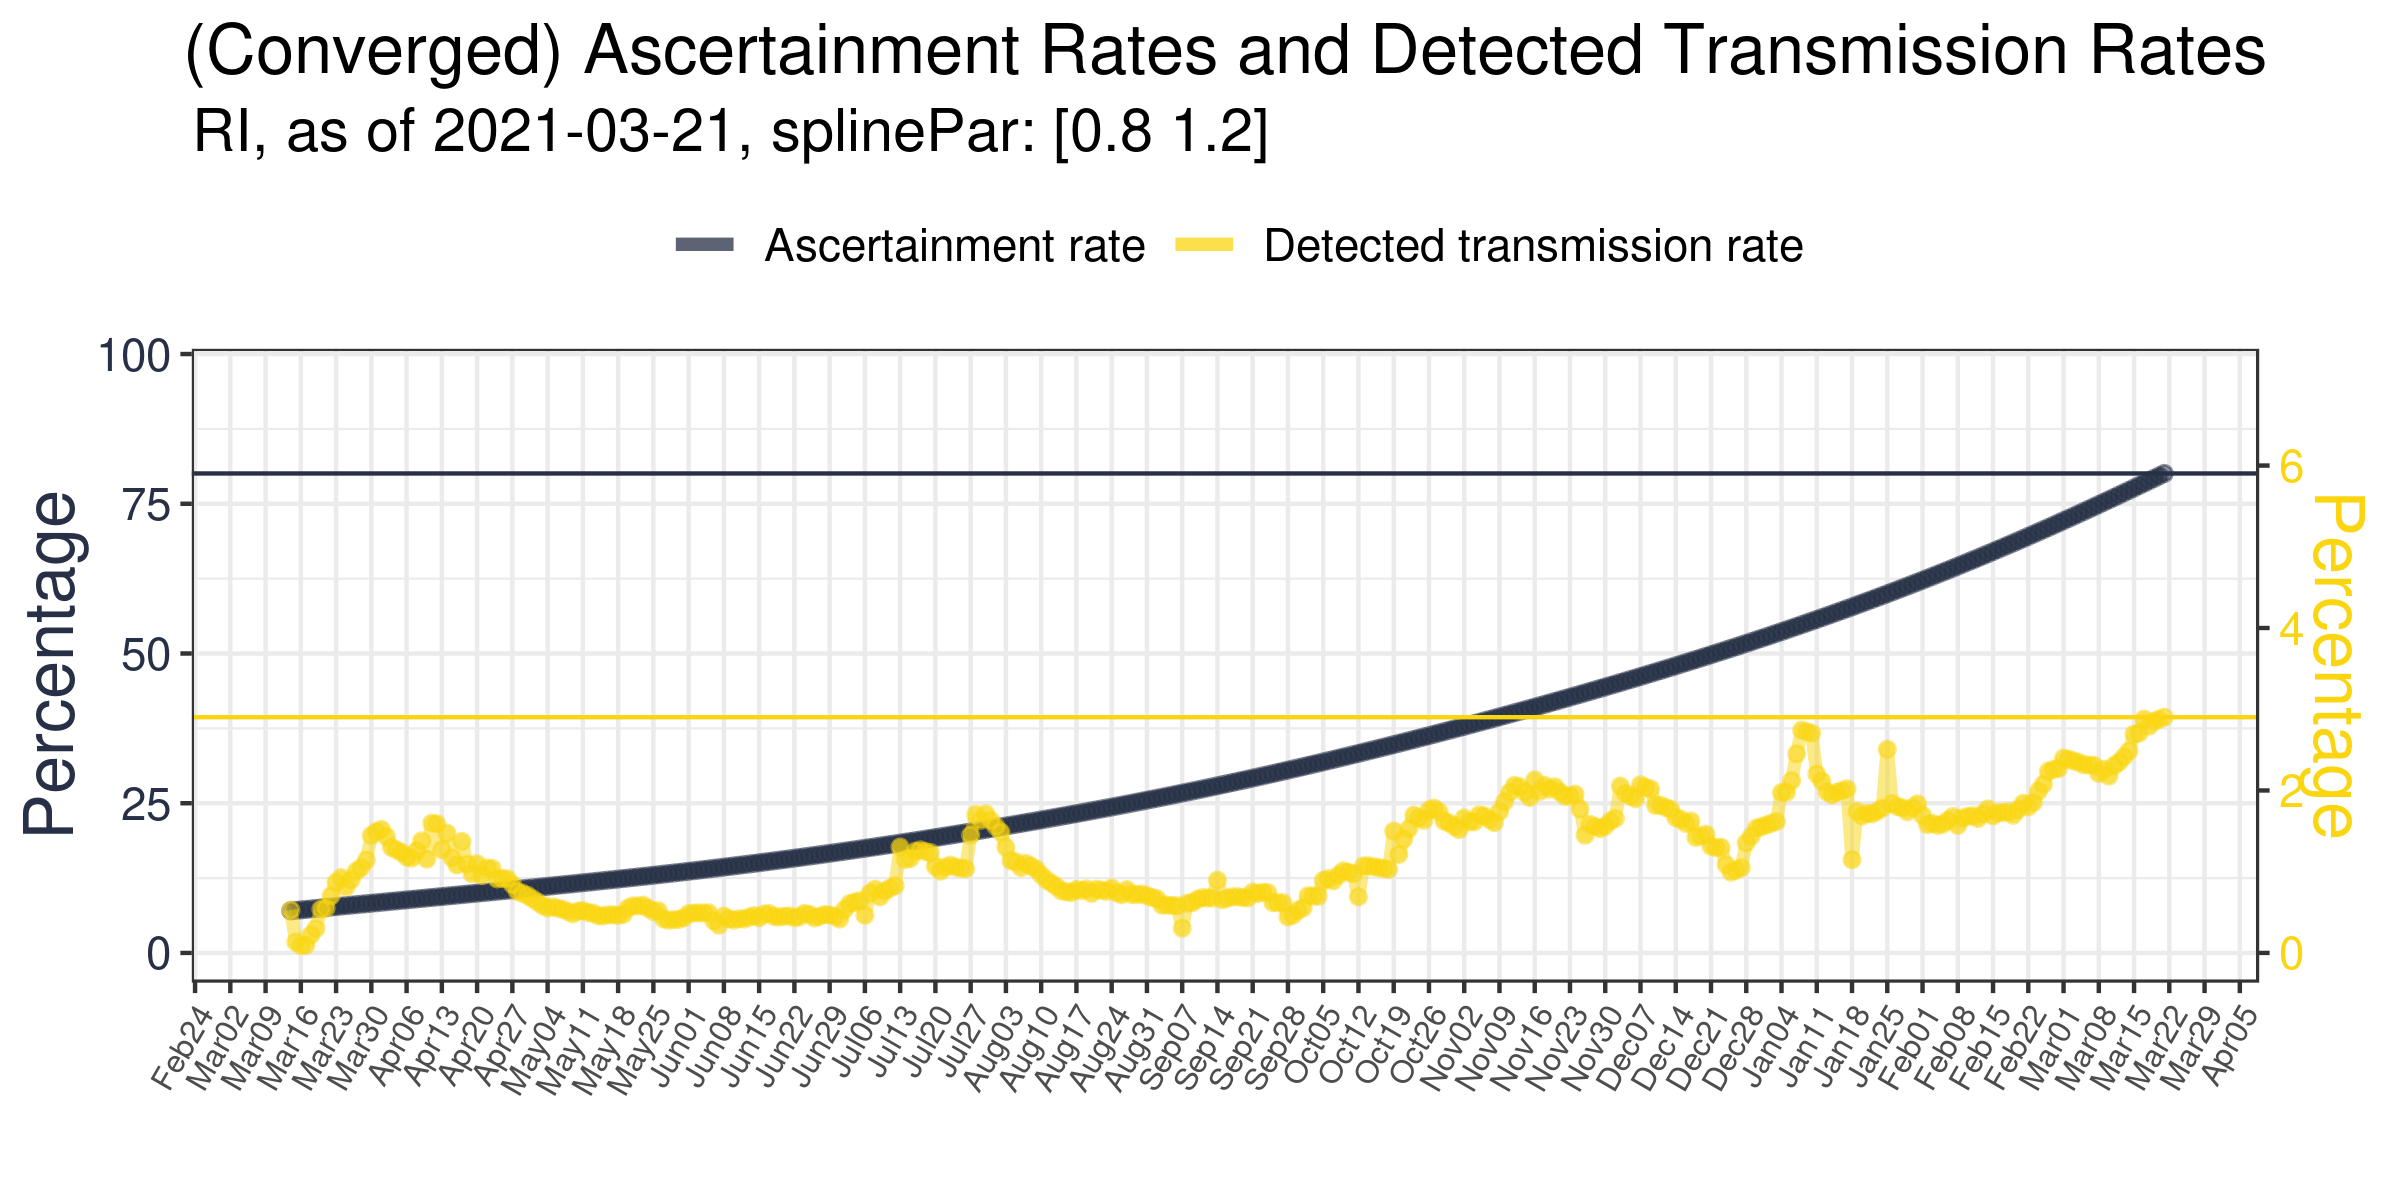 (Converged) Ascertainment Rates and Detected Transmission Rates
RI, as of 2021-03-21, splinePar: [0.8 1.2]
Ascertainment rate Detected transmission rate
Percentage
100
75
50
25
0
6
4
2
0
Percentage
Feb24 Mar02 Mar09 Mar16 Mar23 Mar30 Apr06 Apr13 Apr20 Apr27 May04 May11 May18 May25 Jun01 Jun08 Jun15 Jun22 Jun29 Jul06 Jul13 Jul20 Jul27 Aug03 Aug10 Aug17 Aug24 Aug31 Sep07 Sep14 Sep21 Sep28 Oct05 Oct12 Oct19 Oct26 Nov02 Nov09 Nov16 Nov23 Nov30 Dec07 Dec14 Dec21 Dec28 Jan04 Jan11 Jan18 Jan25 Feb01 Feb08 Feb15 Feb22 Mar01 Mar08 Mar15 Mar22 Mar29 Apr05